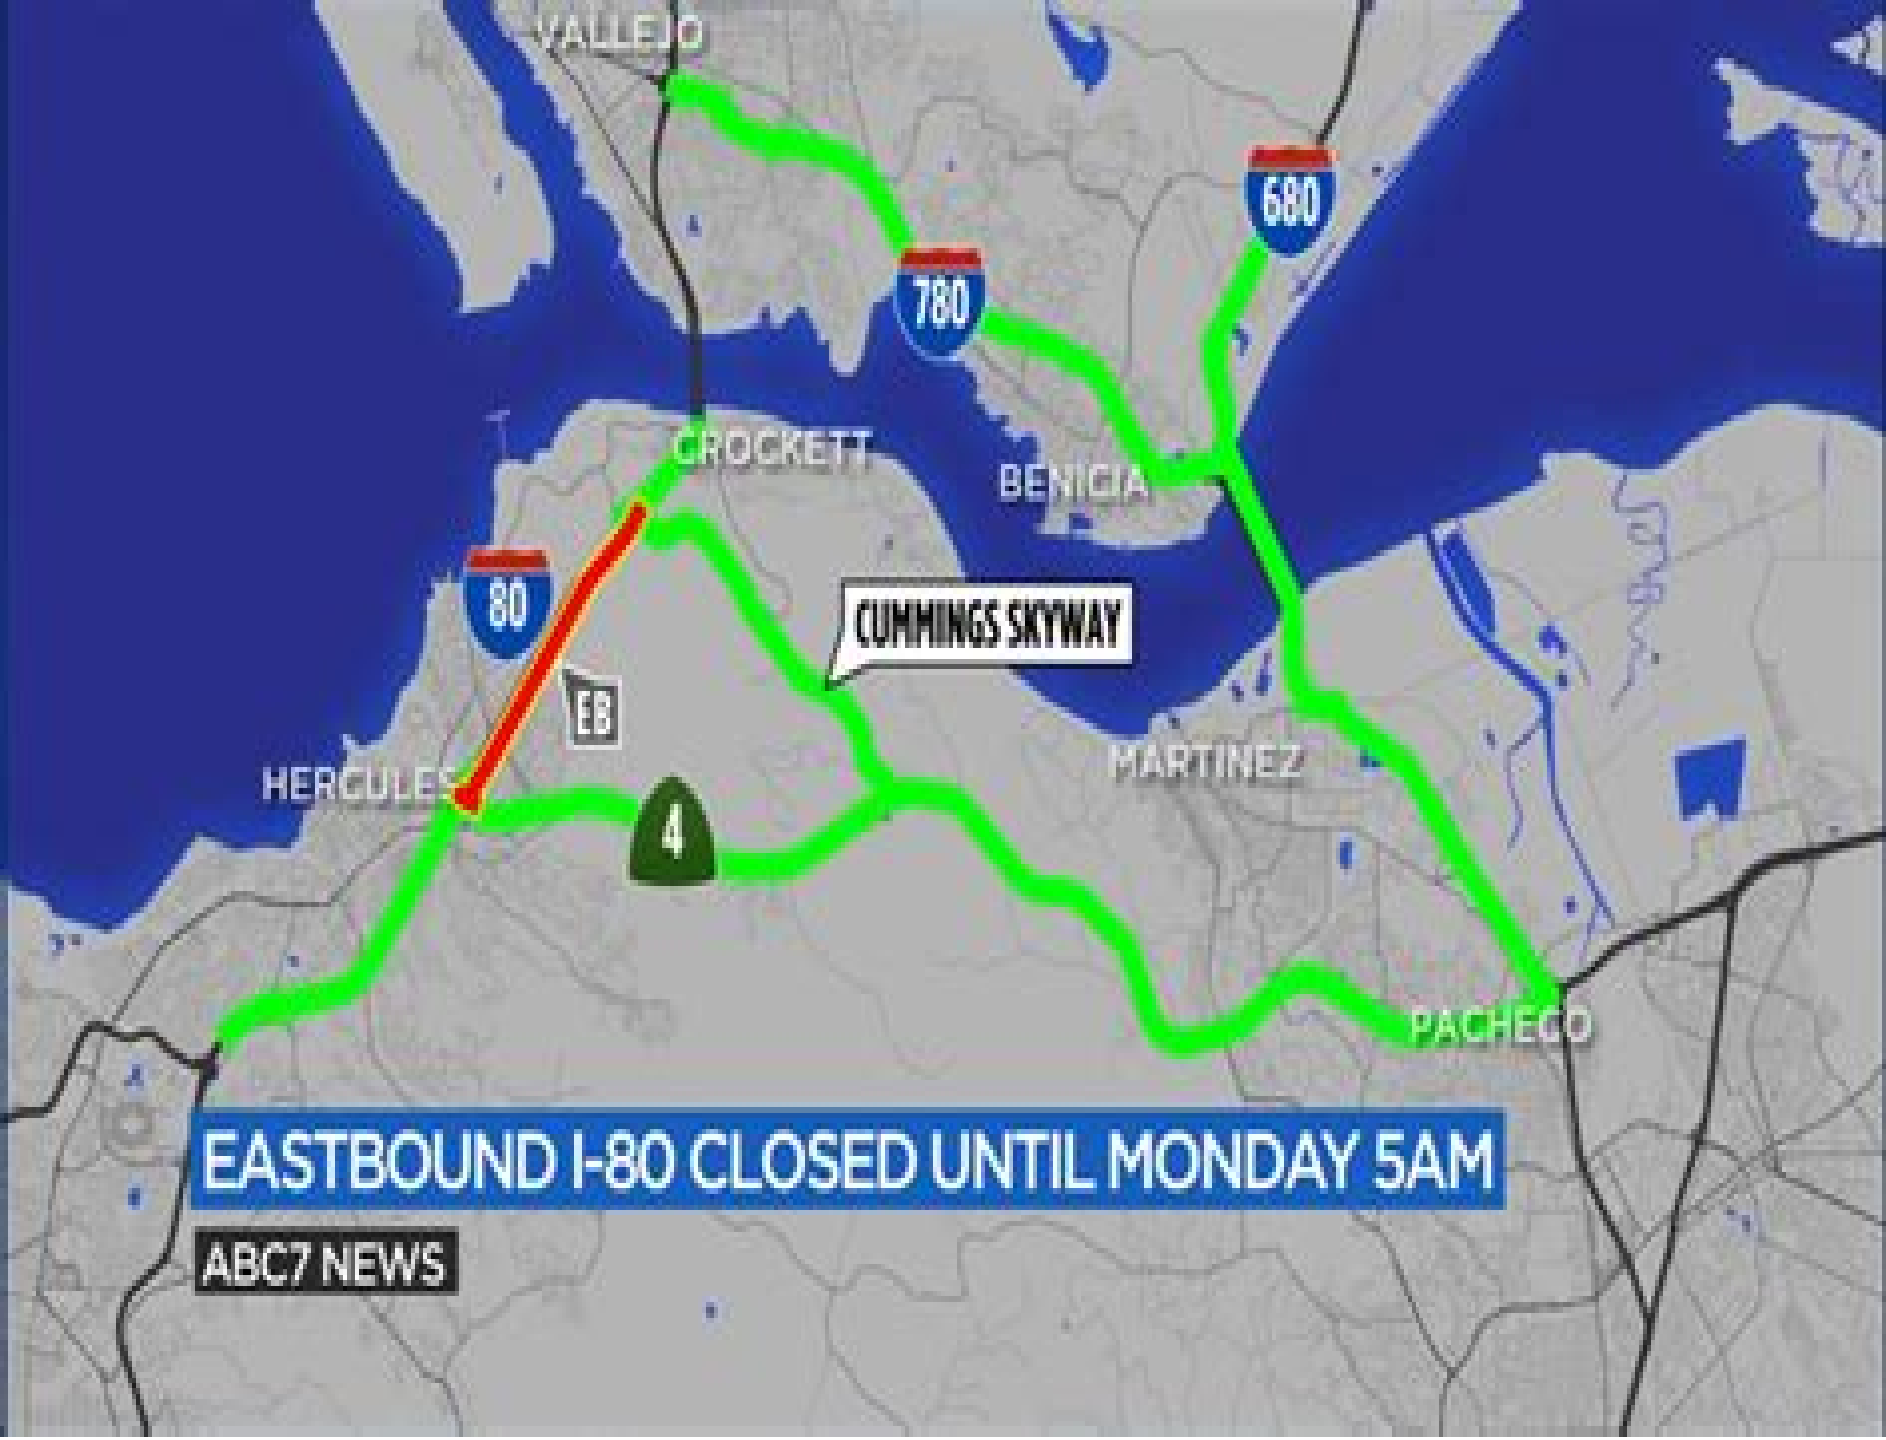 VALLEJO
680
780
CROCKETT
BENICIA
80
CUMMINGS SKYWAY
EB
MARTINEZ
HERCULES
4
PACHECO
EASTBOUND I-80 CLOSED UNTIL MONDAY 5AM
ABC7 NEWS